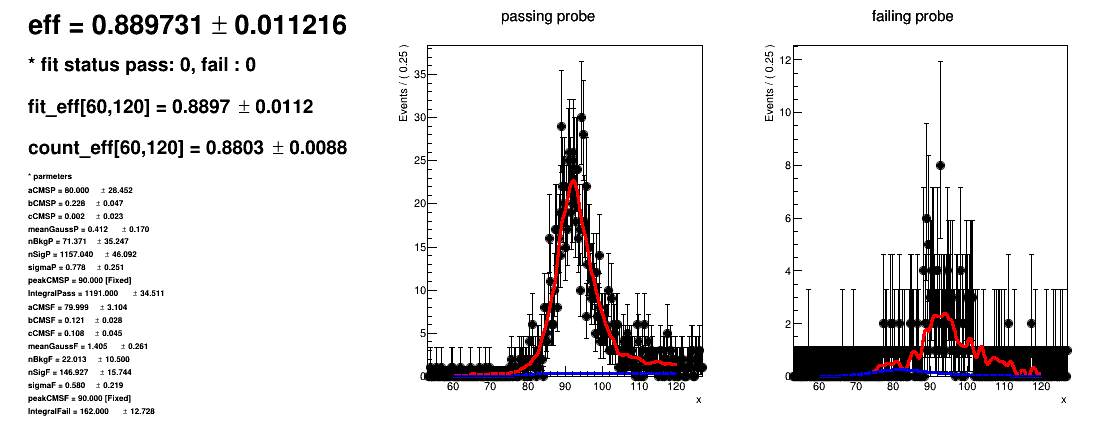 eff = 0.889731 ± 0.011216
* fit status pass: 0, fail : 0
fit_eff[60,120] = 0.8897 ± 0.0112
count_eff[60,120] = 0.8803 ± 0.0088
* parmeters
aCMSP = 80.000 ± 28.452
bCMSP = 0.228 ± 0.047
cCMSP = 0.002 ± 0.023
meanGaussP = 0.412 ± 0.170
nBkgP = 71.371 ± 35.247
nSigP = 1157.040 ± 46.092
sigmaP = 0.778 ± 0.251
peakCMSP = 90.000 [Fixed]
IntegralPass = 1191.000 ± 34.511
aCMSF = 79.999 ± 3.104
bCMSF = 0.121 ± 0.028
cCMSF = 0.108 ± 0.045
meanGaussF = 1.405 ± 0.261
nBkgF = 22.013 ± 10.500
nSigF = 146.927 ± 15.744
sigmaF = 0.580 ± 0.219
peakCMSF = 90.000 [Fixed]
IntegralFail = 162.000 ± 12.728
passing probe
Events / ( 0.25 )
35
30
25
20
15
10
5
0
60 70 80 90 100 110 120
x
failing probe
Events / ( 0.25 )
12
10
8
6
4
2
0
60 70 80 90 100 110 120
x